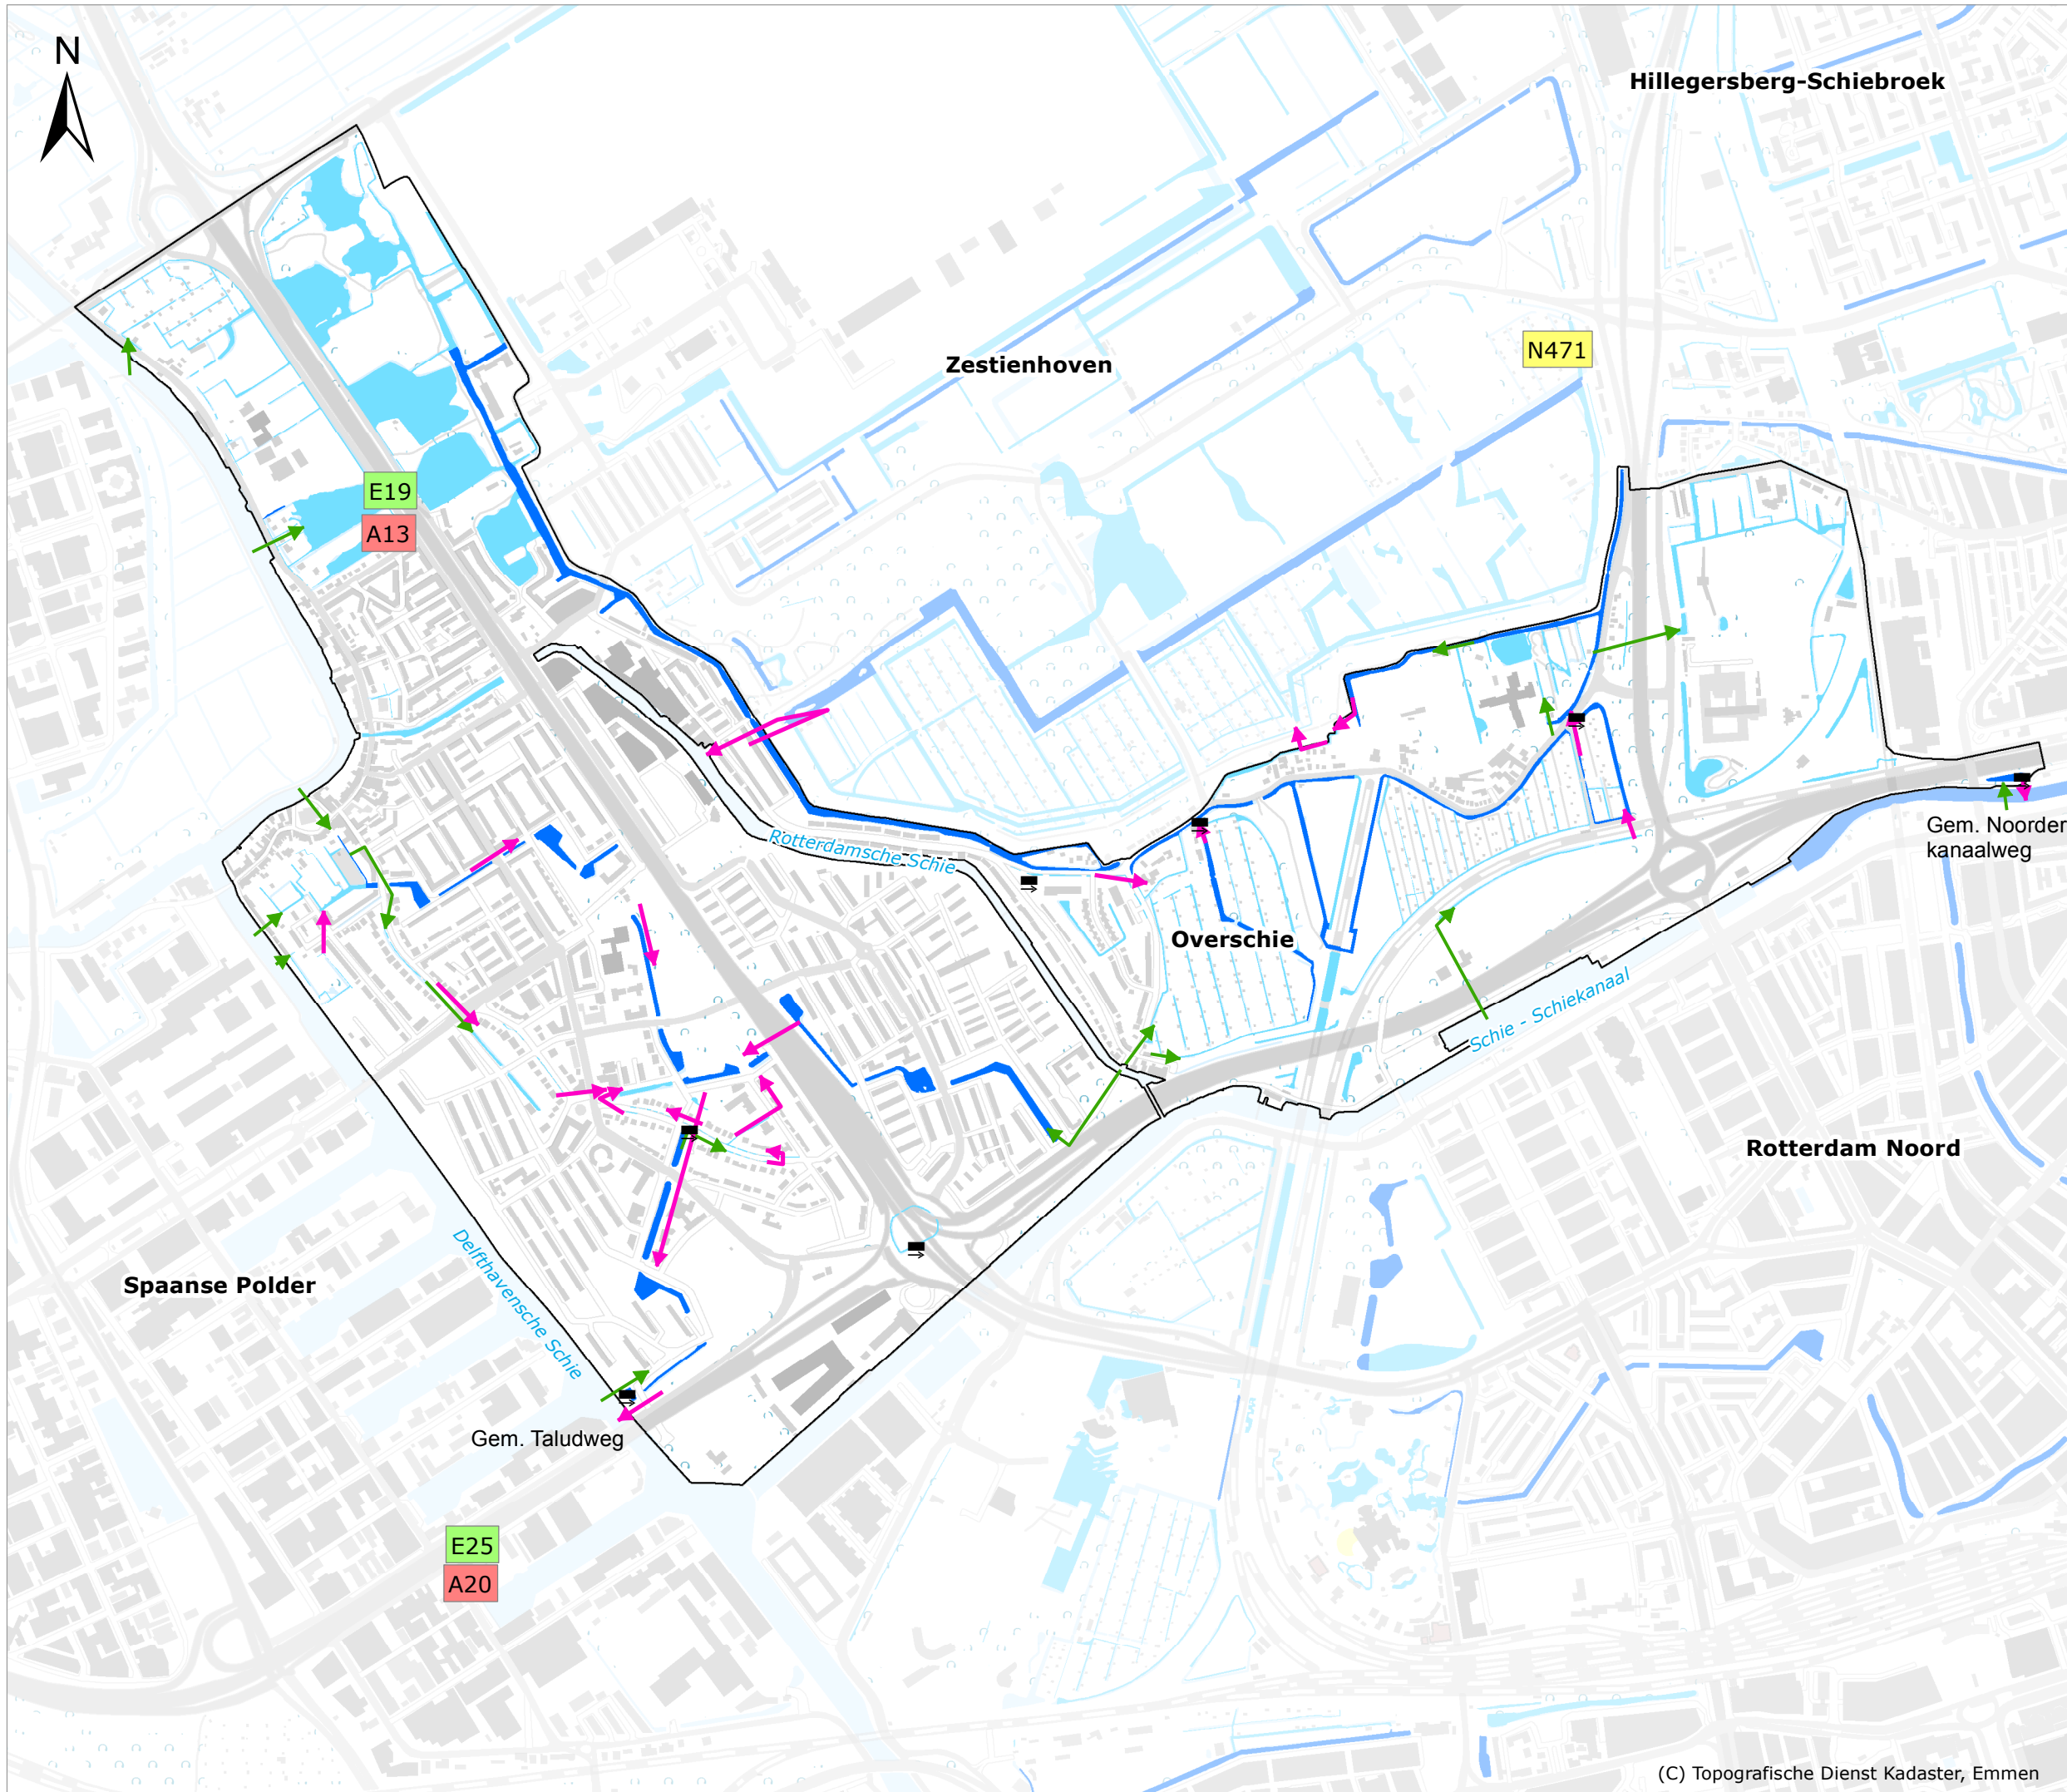 N
Hillegersberg-Schiebroek
N471
Zestienhoven
E19
A13
Rotterdamsche Schie
Gem. Noorder
kanaalweg
Overschie
Schie - Schiekanaal
Rotterdam Noord
Spaanse Polder
Delfthavensche Schie
Gem. Taludweg
E25
A20
(C) Topografische Dienst Kadaster, Emmen